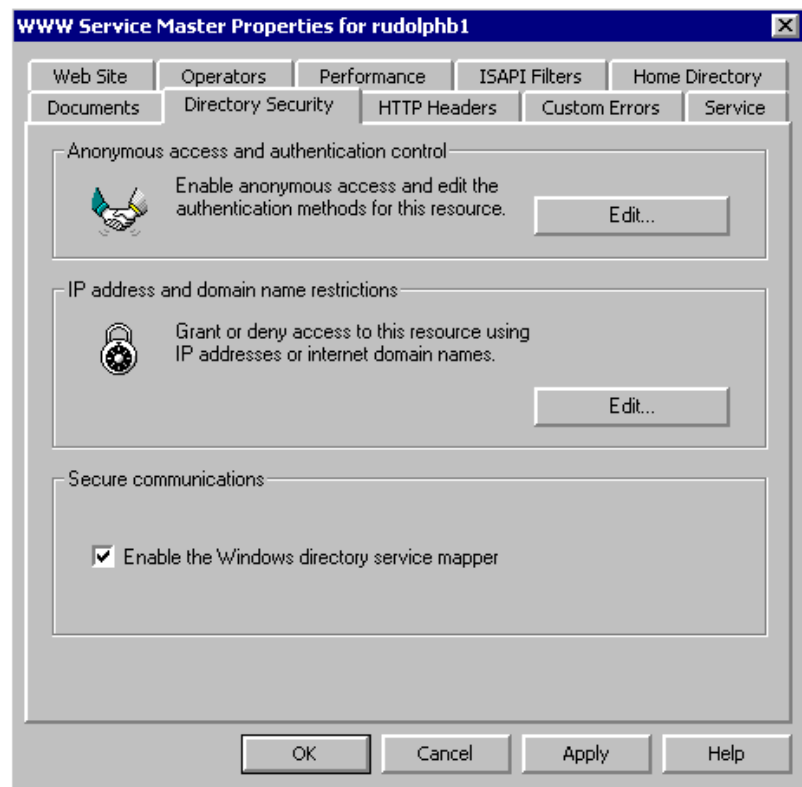 WWW Service Master Properties for rudolphb1
Web Site Operators Performance ISAPI Filters Home Directory
Documents Directory Security HTTP Headers Custom Errors Service
Anonymous access and authentication control
Enable anonymous access and edit the
authentication methods for this resource.
Edit...
IP address and domain name restrictions
Grant or deny access to this resource using
IP addresses or internet domain names.
Edit...
Secure communications
Enable the Windows directory service mapper
OK Cancel Apply Help